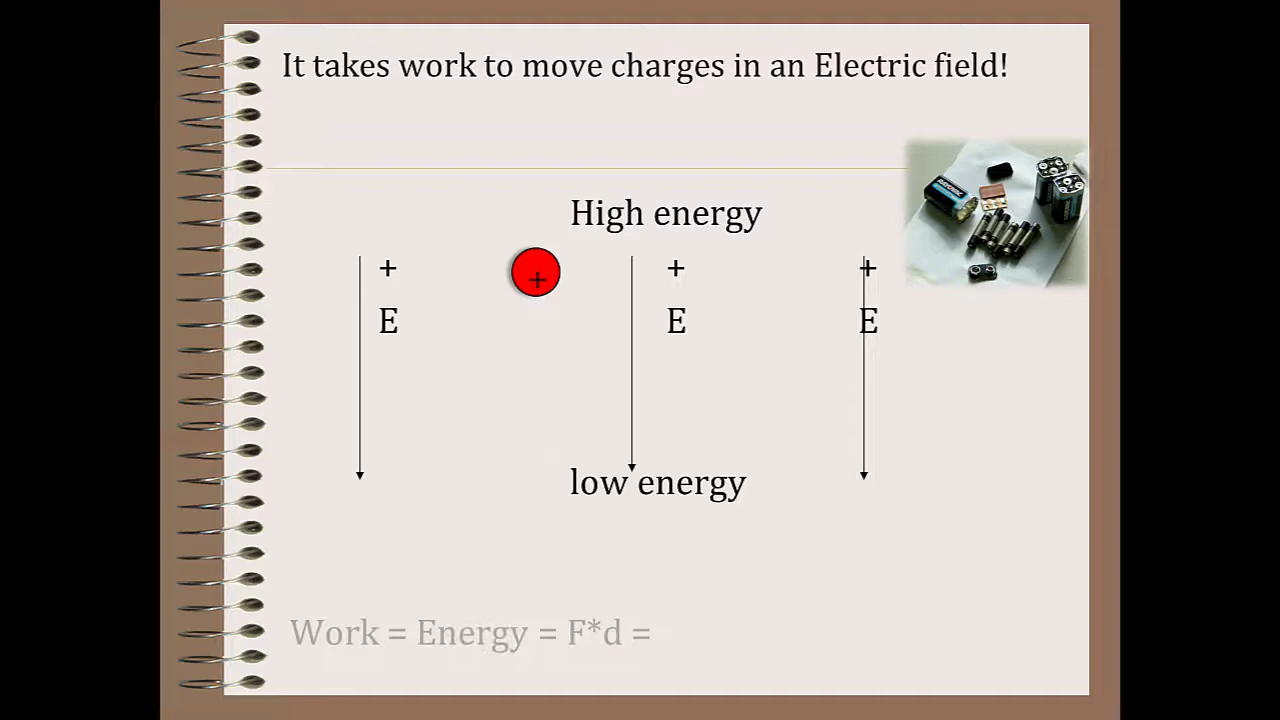 It takes work to move charges in an Electric field!
High energy
+ + + +
E E E
low energy
Work = Energy = F*d =